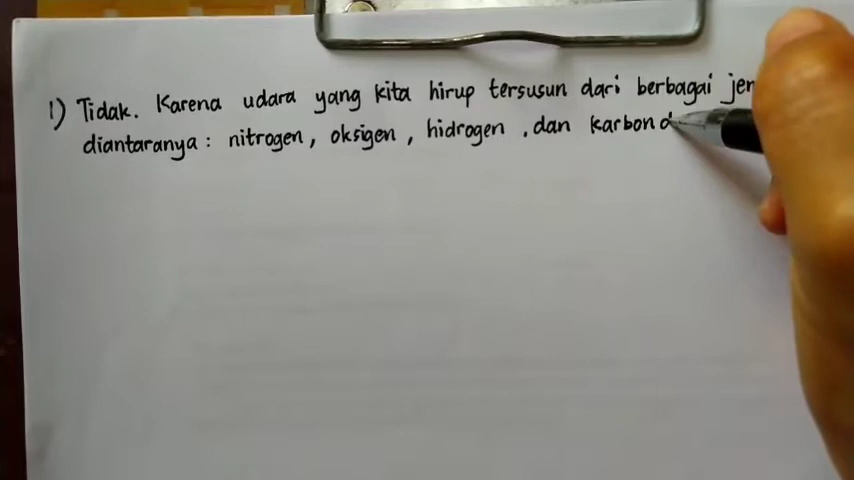 1) Tidak. Karena udara yang kita hirup tersusun dari berbagai
diantaranya : nitrogen, oksigen, hidrogen, dan karbon